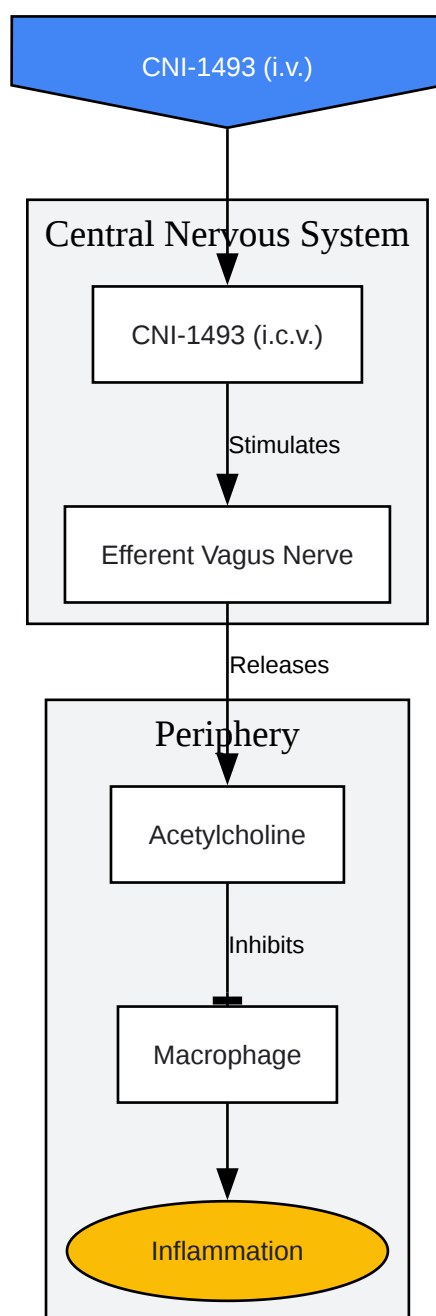 CNI-1493 (i.v.)
Central Nervous System
CNI-1493 (i.c.v.)
Stimulates
Efferent Vagus Nerve
Releases
Periphery
Acetylcholine
Inhibits
Macrophage
Inflammation